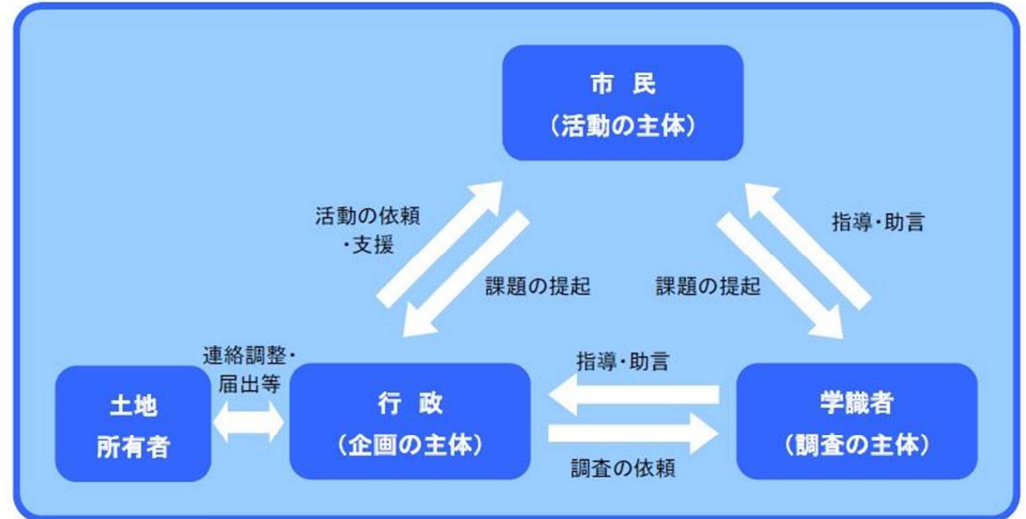 市 民
（活動の主体）
活動の依頼
・支援
指導・助言
課題の提起
課題の提起
連絡調整・
届出等
指導・助言
土地
所有者
行 政
（企画の主体）
学識者
（調査の主体）
調査の依頼